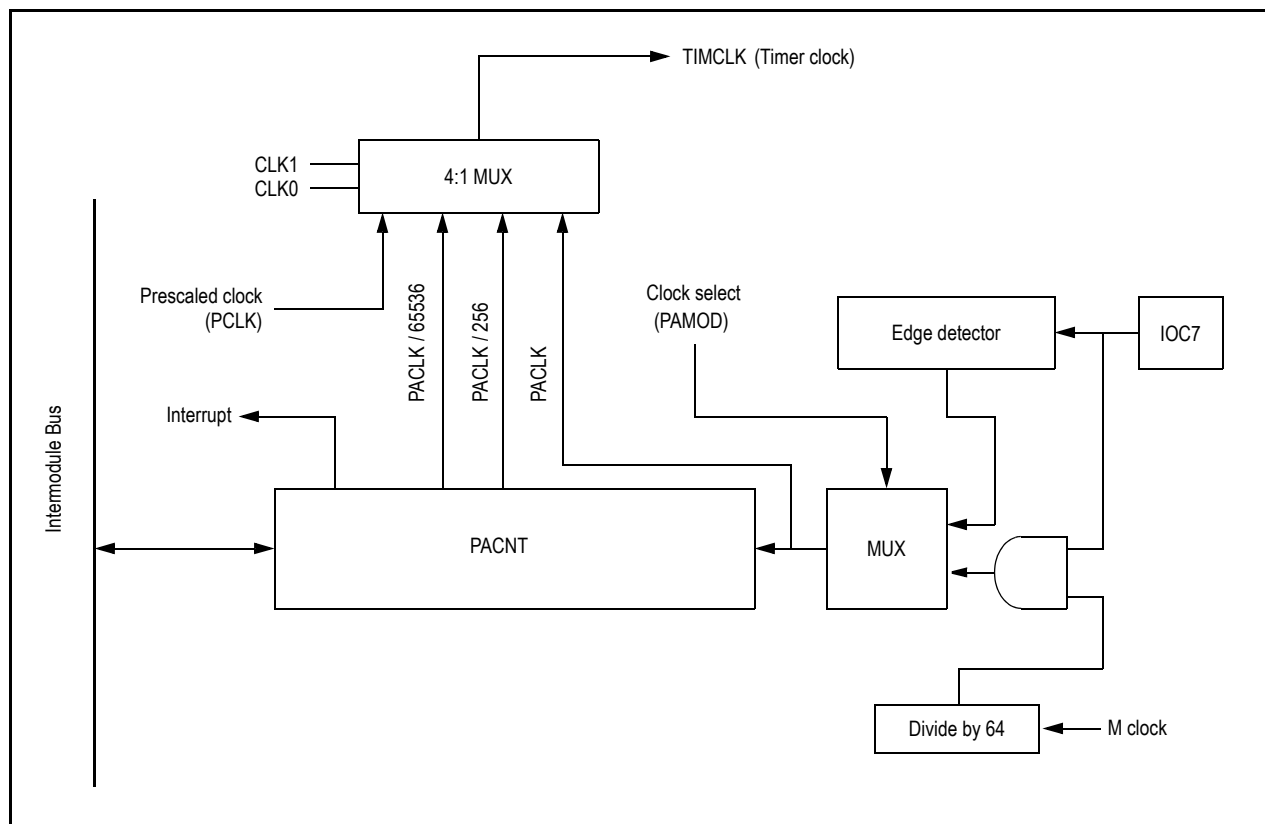 TIMCLK (Timer clock)
CLK1
CLK0
4:1 MUX
Prescaled clock
(PCLK)
PACLK / 65536
PACLK / 256
PACLK
Clock select
(PAMOD)
Edge detector
IOC7
Interrupt
Intermodule Bus
PACNT
MUX
Divide by 64
M clock